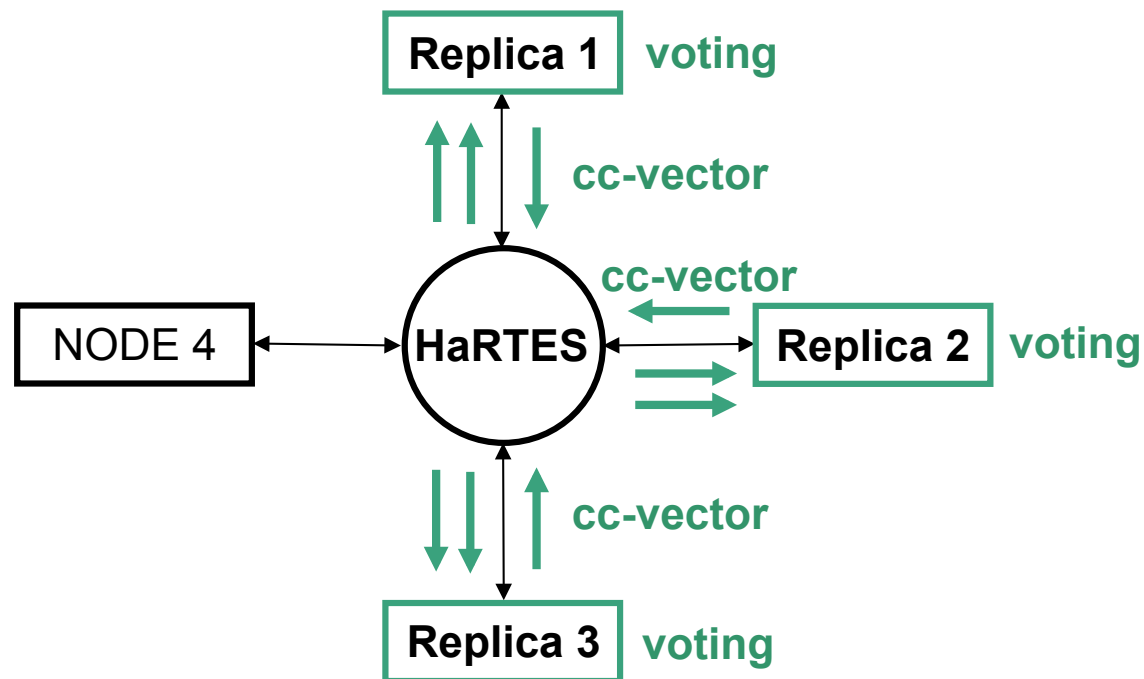 Replica 1 voting
cc-vector
cc-vector
NODE 4 HaRTES Replica 2 voting
cc-vector
Replica 3 voting